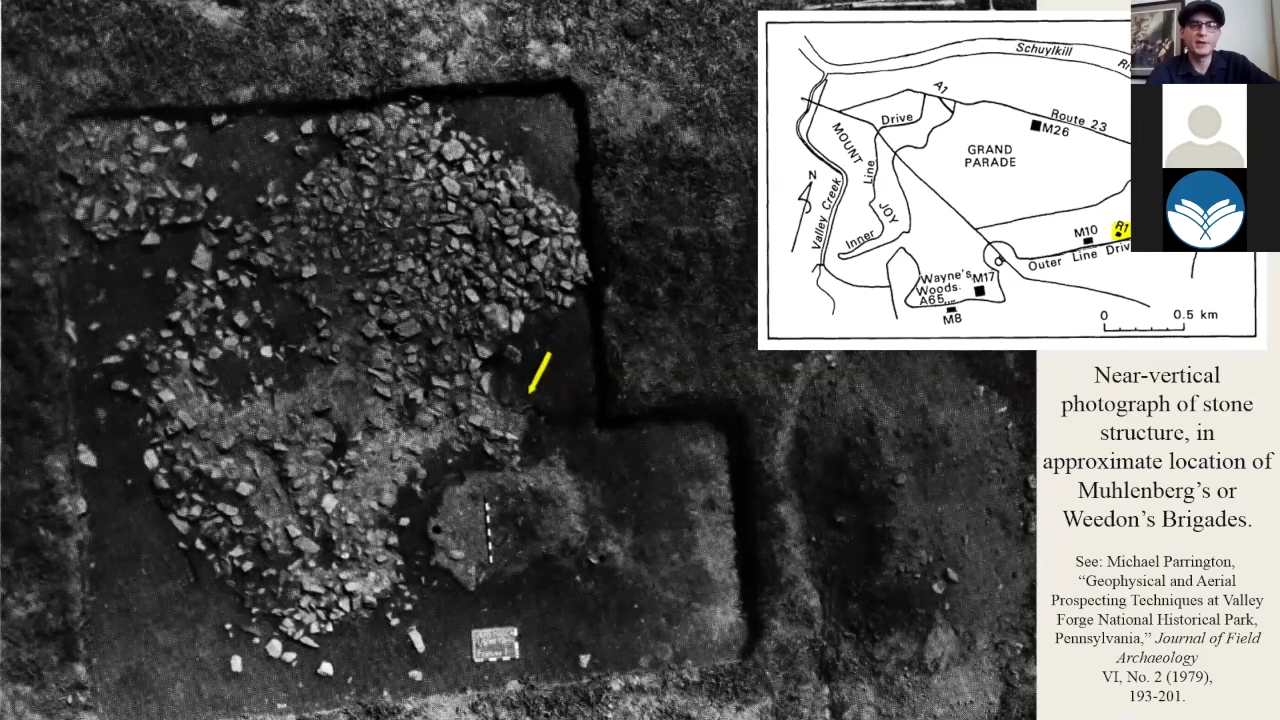 Schuylkill
A1
Drive
Route 23
M26
GRAND
PARADE
MOUNT
Line
N
JOY
Valley Creek
Inner
M10
R1
Outer Line Driv
Wayne's
Woods.
M17
A65
M8
0
0.5 km
Near-vertical
photograph of stone
structure, in
approximate location of
Muhlenberg's or
Weedon's Brigades.
See: Michael Parrington,
"Geophysical and Aerial
Prospecting Techniques at Valley
Forge National Historical Park,
Pennsylvania," Journal of Field
Archaeology
VI, No. 2 (1979),
193-201.